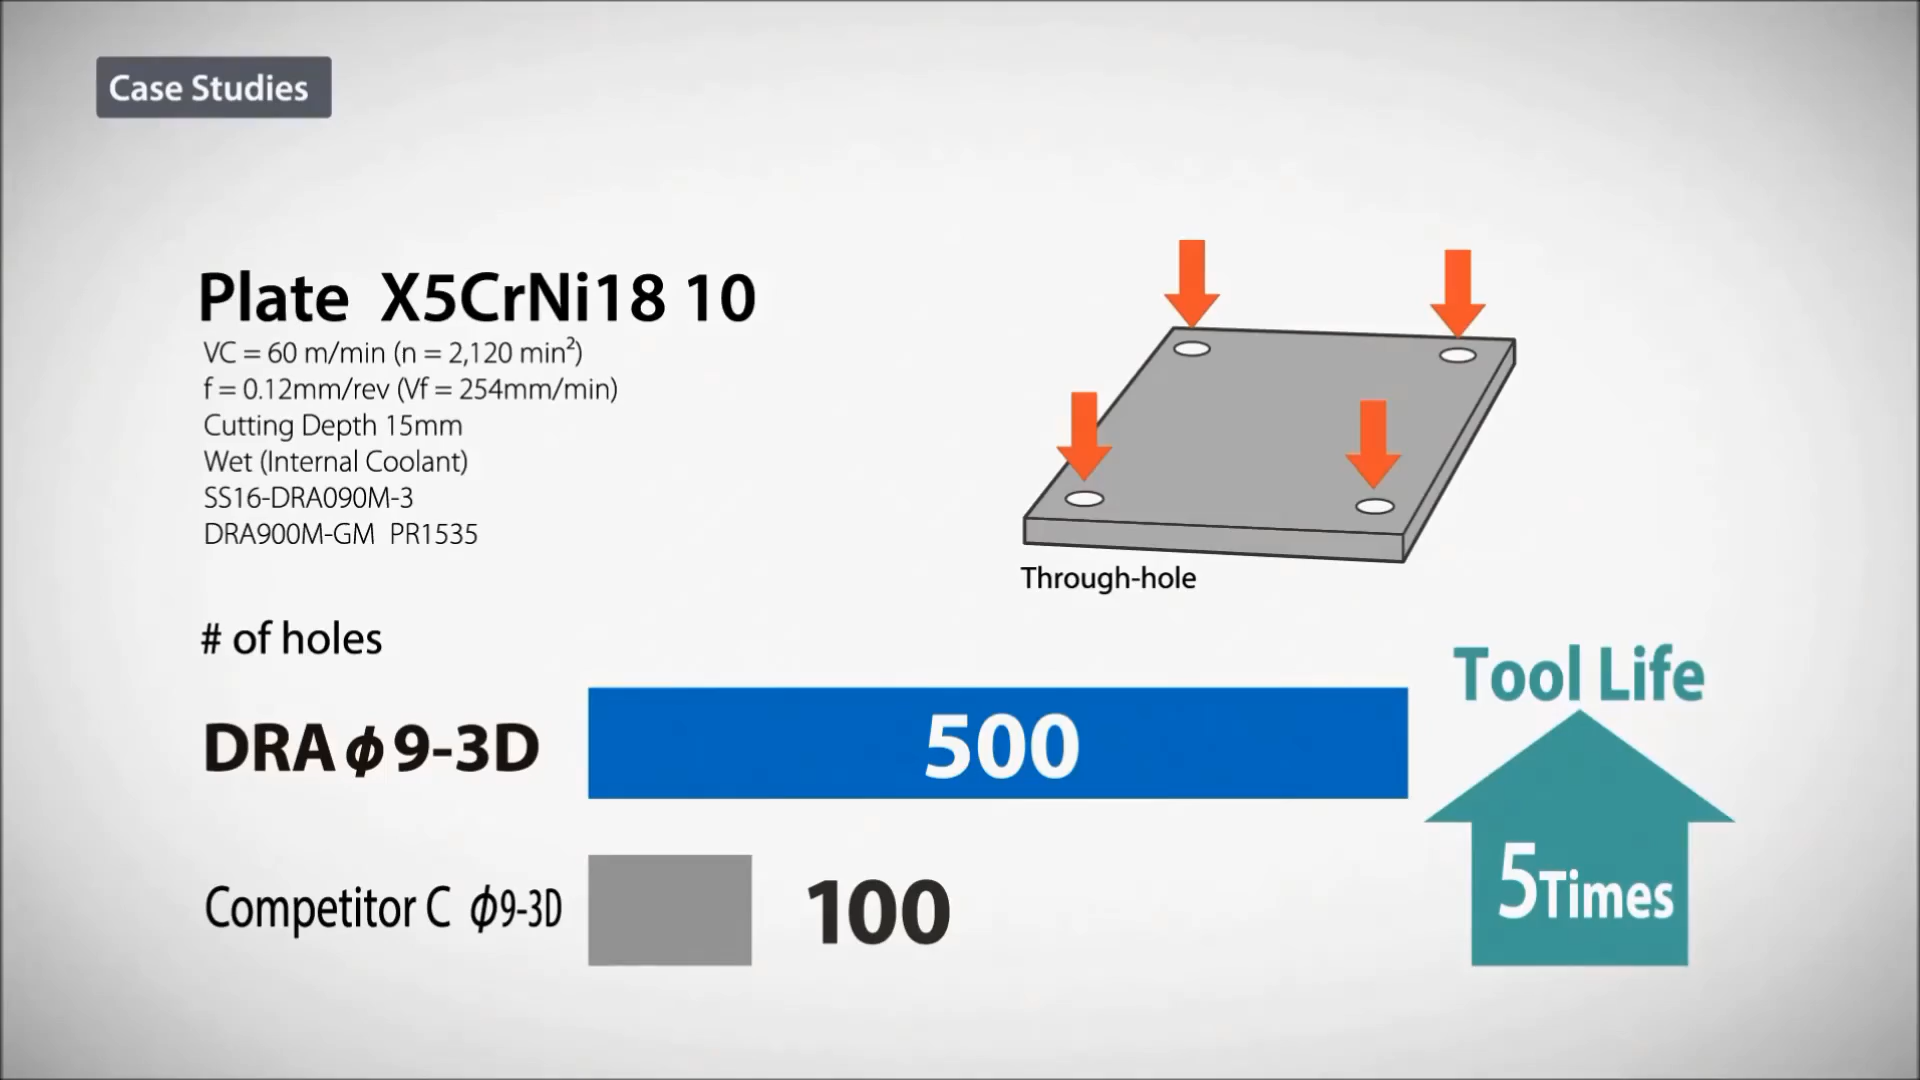 Case Studies
Plate X5CrNi18 10
VC = 60 m/min (n = 2,120 min²)
f = 0.12mm/rev (Vf = 254mm/min)
Cutting Depth 15mm
Wet (Internal Coolant)
SS16-DRA090M-3
DRA900M-GM PR1535
Through-hole
# of holes
DRA ϕ 9-3D
500
Competitor C ϕ9-3D
100
Tool Life
5Times